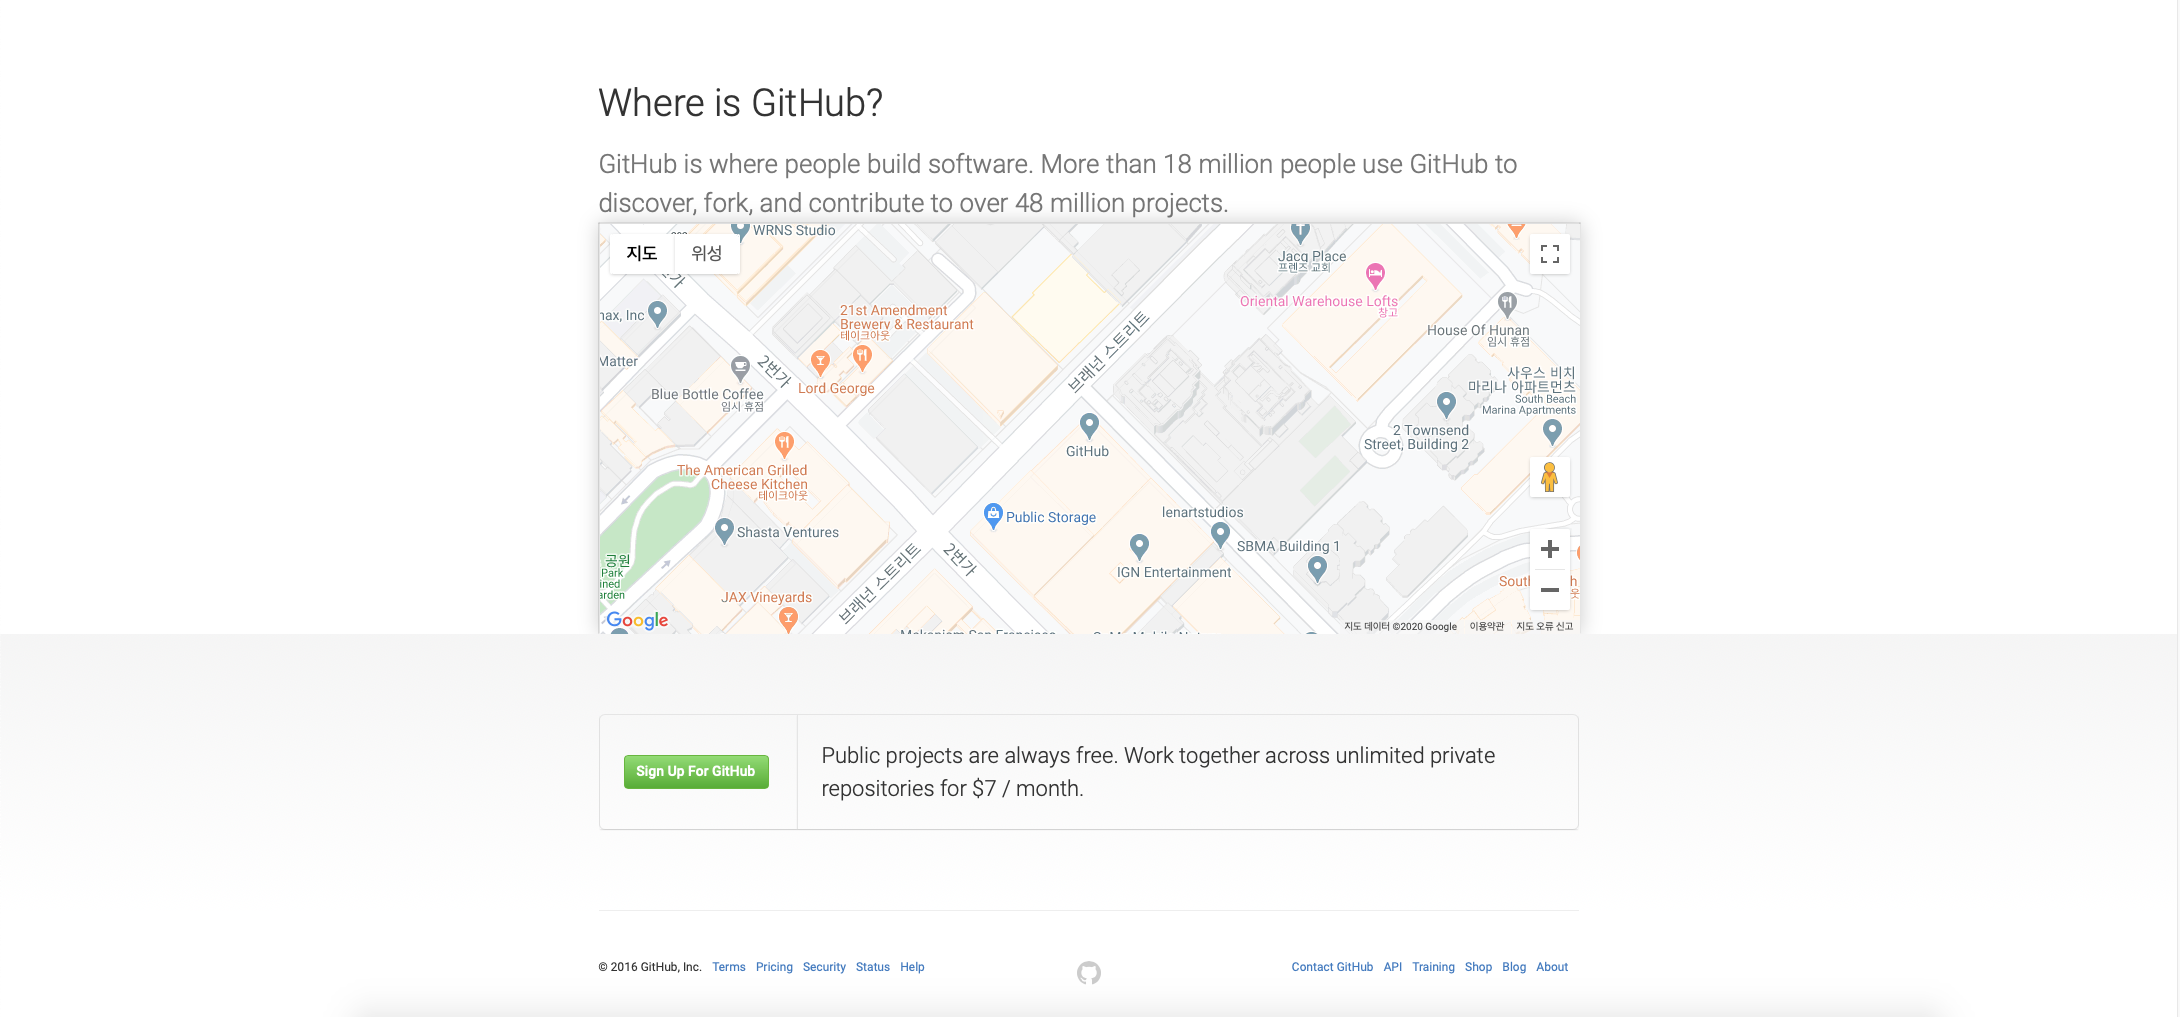 Where is GitHub?
GitHub is where people build software. More than 18 million people use GitHub to
discover, fork, and contribute to over 48 million projects.
지도 위성
WRNS Studio
Jacq Place
프렌즈 교회
Oriental Warehouse Lofts
창고
21st Amendment
Brewery & Restaurant
테이크아웃
House Of Hunan
임시 휴점
Matter
2번가
브래넌 스트리트
Lord George
Blue Bottle Coffee
임시 휴점
사우스 비치
마리나 아파트먼츠
South Beach
Marina Apartments
2 Townsend
Street, Building 2
GitHub
The American Grilled
Cheese Kitchen
테이크아웃
Public Storage
lenartstudios
Shasta Ventures
SBMA Building 1
2번가
브래넌 스트리트
IGN Entertainment
공원
Park
JAX Vineyards
Google
지도 데이터 ©2020 Google 이용약관 지도 오류 신고
Sign Up For GitHub
Public projects are always free. Work together across unlimited private
repositories for $7 / month.
© 2016 GitHub, Inc. Terms Pricing Security Status Help
Contact GitHub API Training Shop Blog About